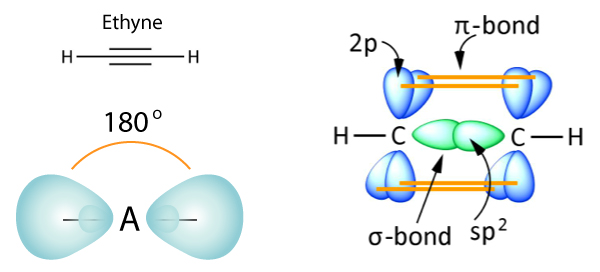 Ethyne
H H
180°
A
2p
π-bond
H C C H
σ-bond
sp²